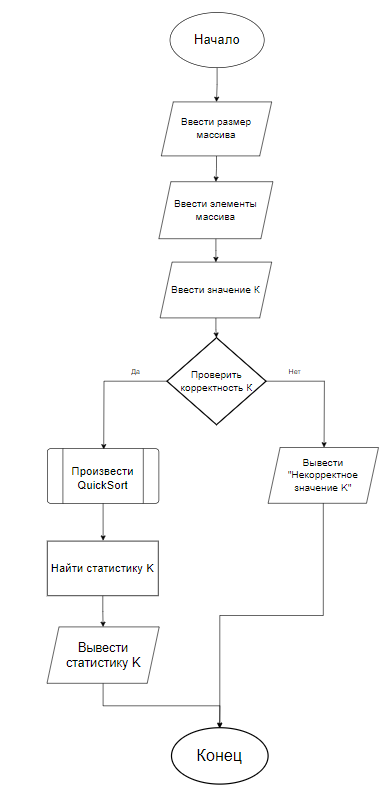 Начало
Ввести размер
массива
Ввести элементы
массива
Ввести значение К
Проверить
корректность К
Да
Нет
Произвести
QuickSort
Вывести
"Некорректное
значение К"
Найти статистику К
Вывести
статистику К
Конец